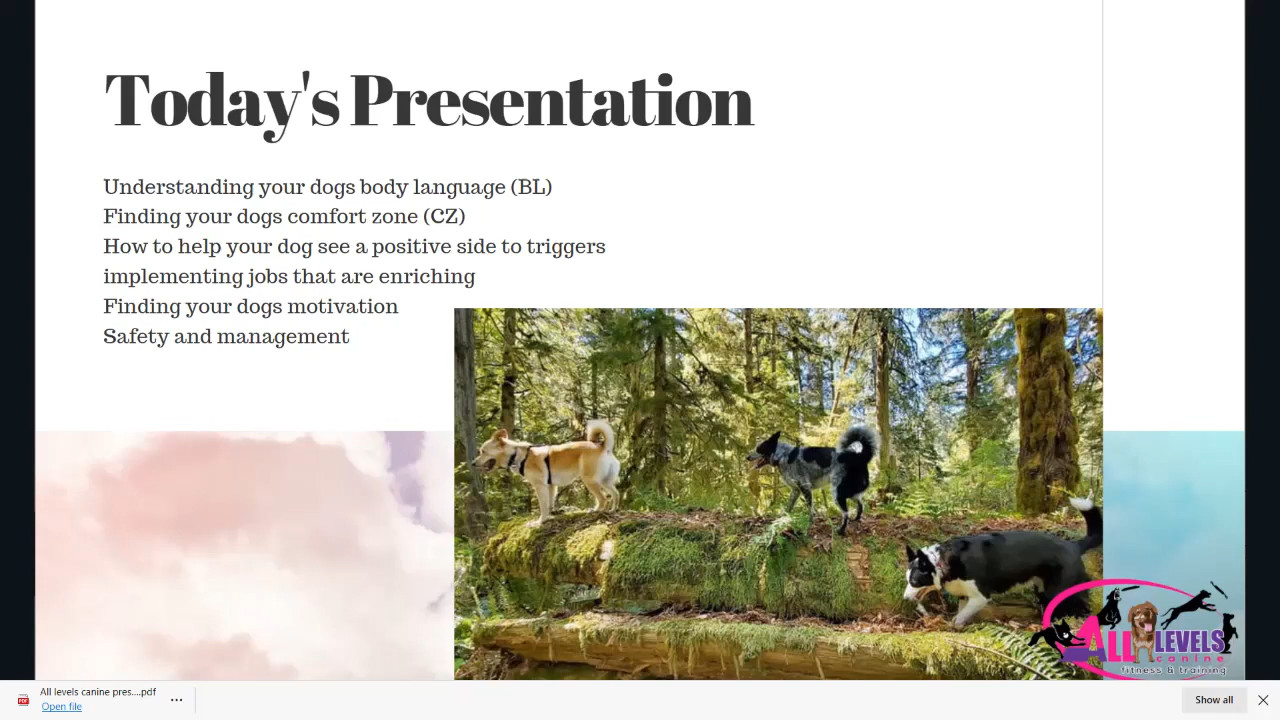 Today's Presentation
Understanding your dogs body language (BL)
Finding your dogs comfort zone (CZ)
How to help your dog see a positive side to triggers
implementing jobs that are enriching
Finding your dogs motivation
Safety and management
ALL LEVELS
canine
fitness & training
PDF
All levels canine pres....pdf
Open file
Show all